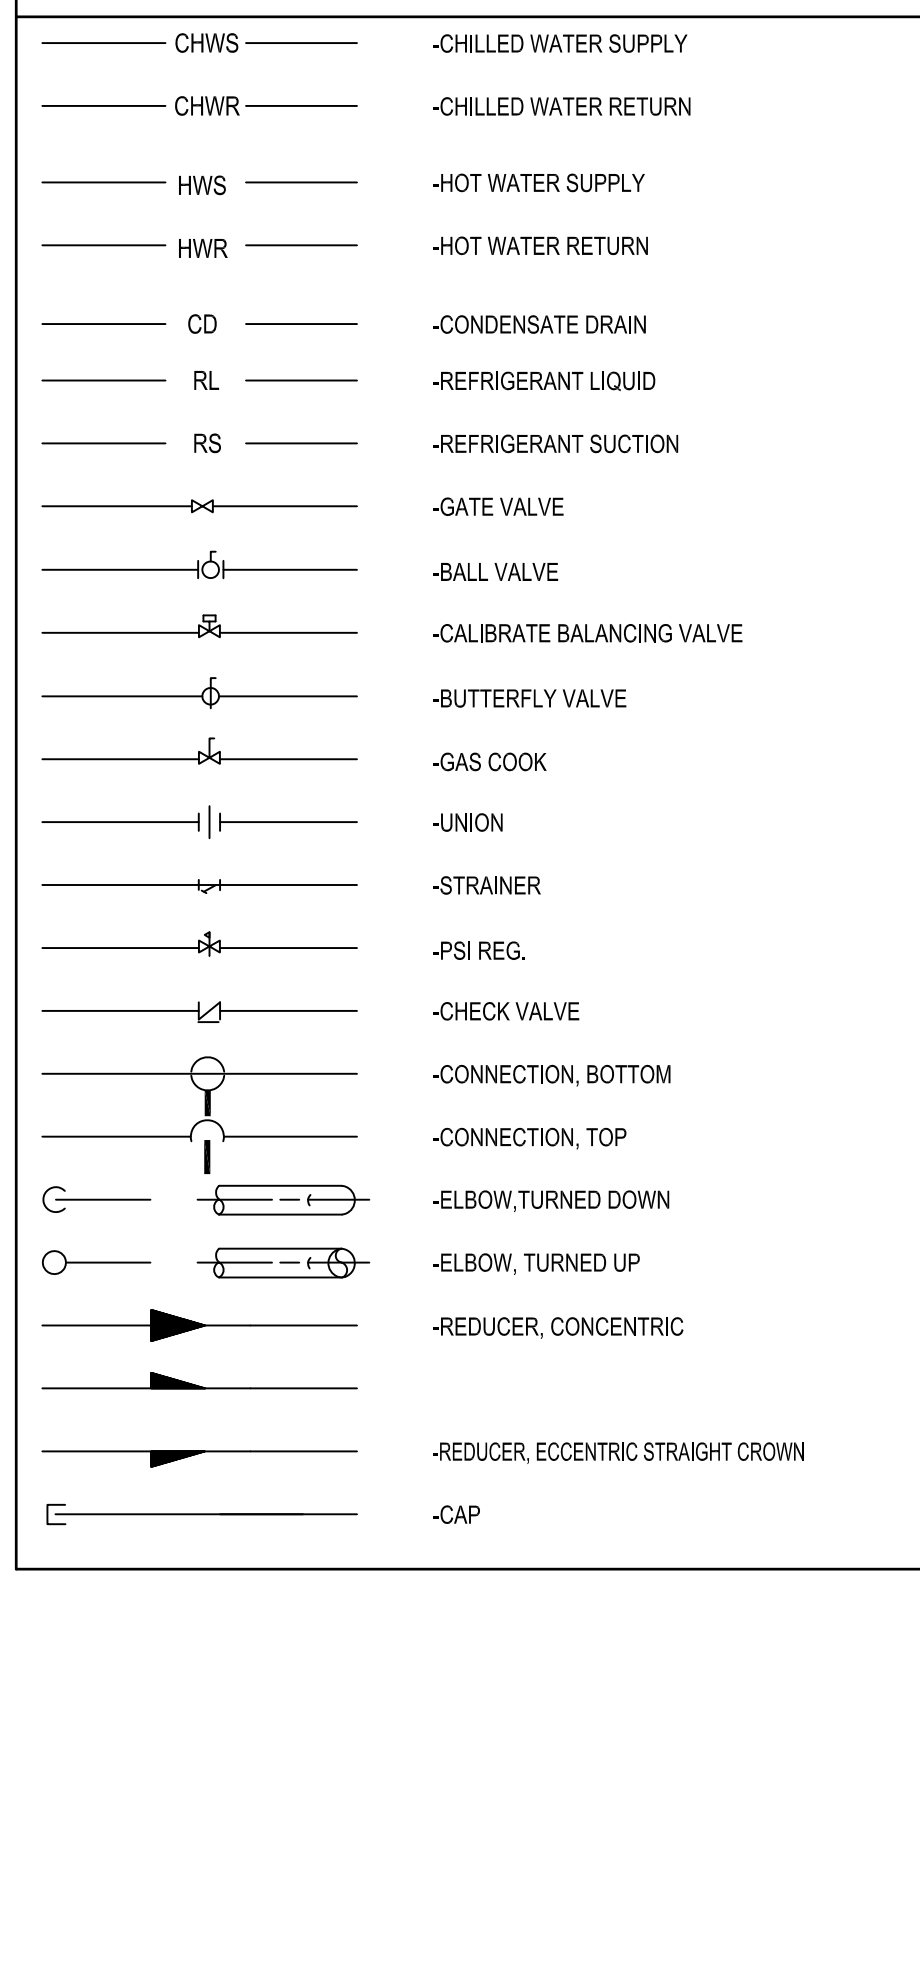 CHWS -CHILLED WATER SUPPLY
CHWR -CHILLED WATER RETURN
HWS -HOT WATER SUPPLY
HWR -HOT WATER RETURN
CD -CONDENSATE DRAIN
RL -REFRIGERANT LIQUID
RS -REFRIGERANT SUCTION
-GATE VALVE
-BALL VALVE
-CALIBRATE BALANCING VALVE
-BUTTERFLY VALVE
-GAS COOK
-UNION
-STRAINER
-PSI REG.
-CHECK VALVE
-CONNECTION, BOTTOM
-CONNECTION, TOP
-ELBOW,TURNED DOWN
-ELBOW, TURNED UP
-REDUCER, CONCENTRIC
-REDUCER, ECCENTRIC STRAIGHT CROWN
-CAP